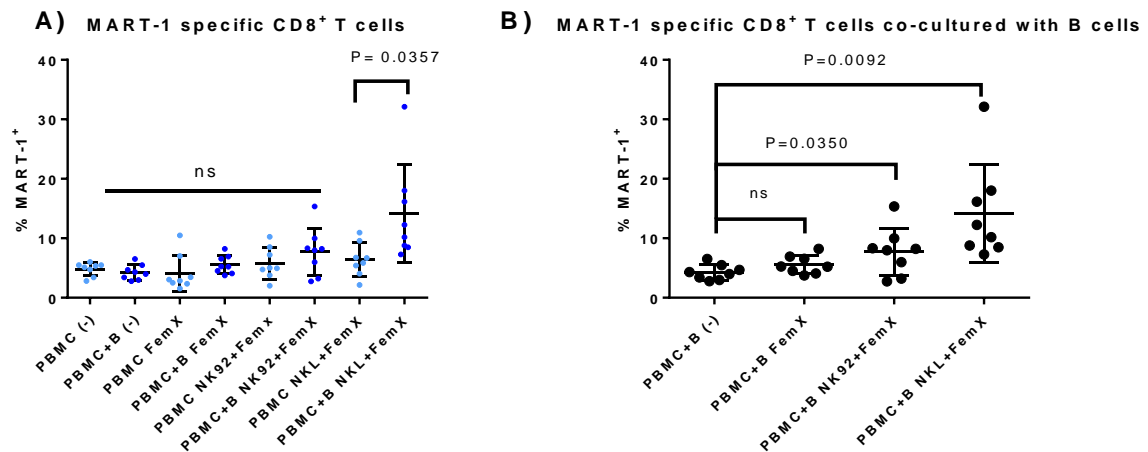 A) MART-1 specific CD8+ T cells
P= 0.0357
ns
% MART-1+
40
30
20
10
0
PBMC (-)
PBMC+B (-)
PBMC FemX
PBMC+B FemX
PBMC NK92+FemX
PBMC+B NK92+FemX
PBMC NKL+FemX
PBMC+B NKL+FemX
B) MART-1 specific CD8+ T cells co-cultured with B cells
P=0.0092
P=0.0350
ns
% MART-1+
40
30
20
10
0
PBMC+B (-)
PBMC+B FemX
PBMC+B NK92+FemX
PBMC+B NKL+FemX